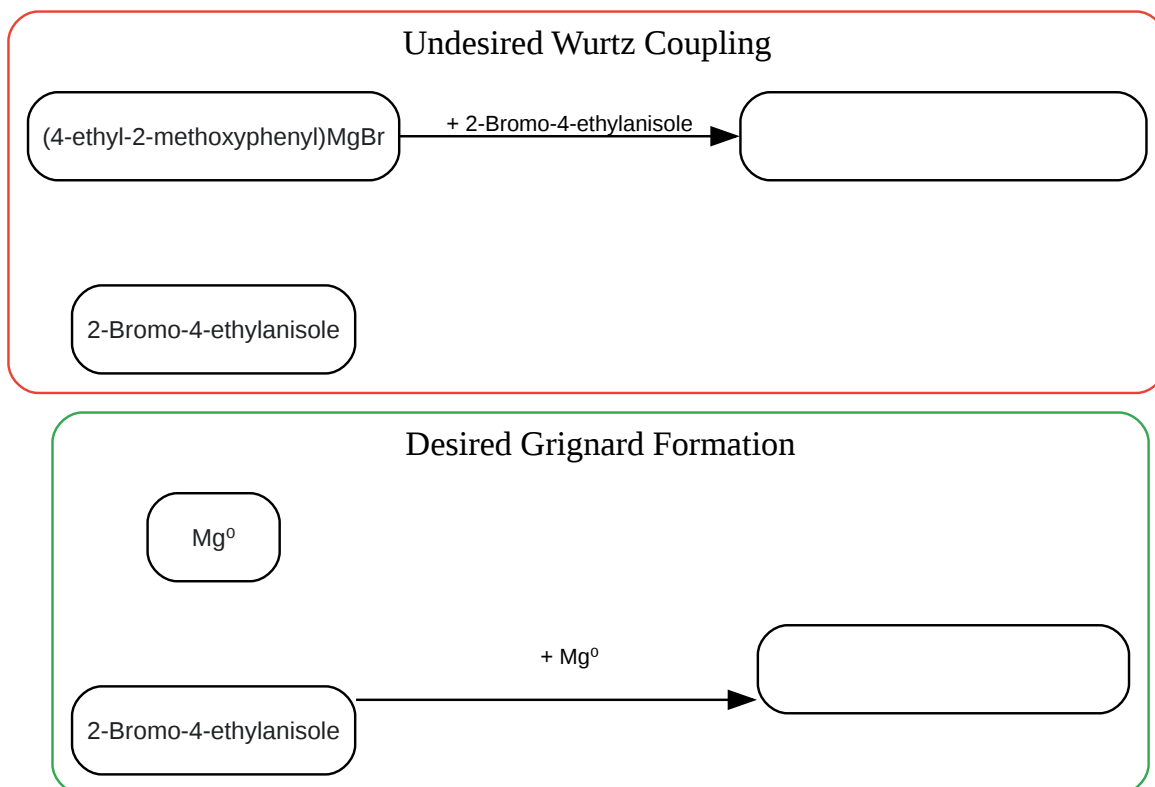 Undesired Wurtz Coupling
(4-ethyl-2-methoxyphenyl)MgBr
+ 2-Bromo-4-ethylanisole
2-Bromo-4-ethylanisole
Desired Grignard Formation
Mg⁰
+ Mg⁰
2-Bromo-4-ethylanisole